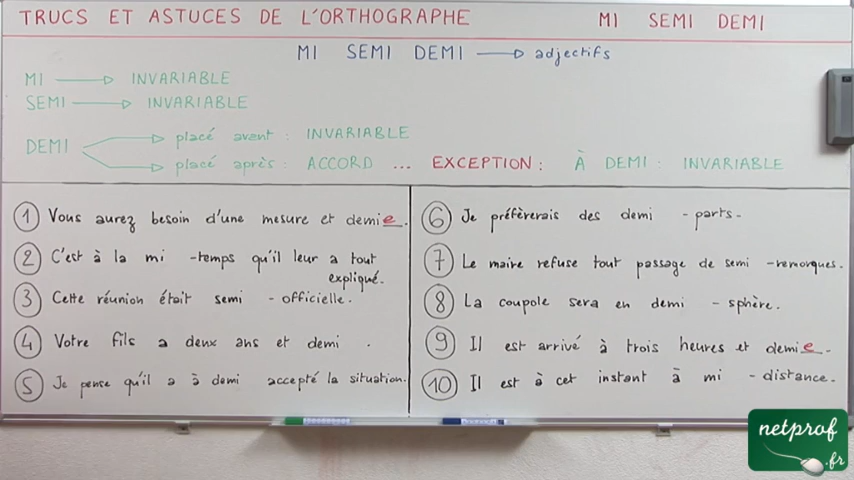 TRUCS ET ASTUCES DE L'ORTHOGRAPHE MI SEMI DEMI
MI SEMI DEMI → adjectifs
MI → INVARIABLE
SEMI → INVARIABLE
DEMI → placé avant : INVARIABLE
→ placé après : ACCORD ... EXCEPTION : À DEMI : INVARIABLE
1 Vous aurez besoin d'une mesure et demie.
2 C'est à la mi -temps qu'il leur a tout
expliqué.
3 Cette réunion était semi - officielle.
4 Votre fils a deux ans et demi .
5 Je pense qu'il a à demi accepté la situation.
6 Je préfèrerais des demi - parts.
7 Le maire refuse tout passage de semi - remorques.
8 La coupole sera en demi - sphère.
9 Il est arrivé à trois heures et demie.
10 Il est à cet instant à mi - distance.
netprof
.fr